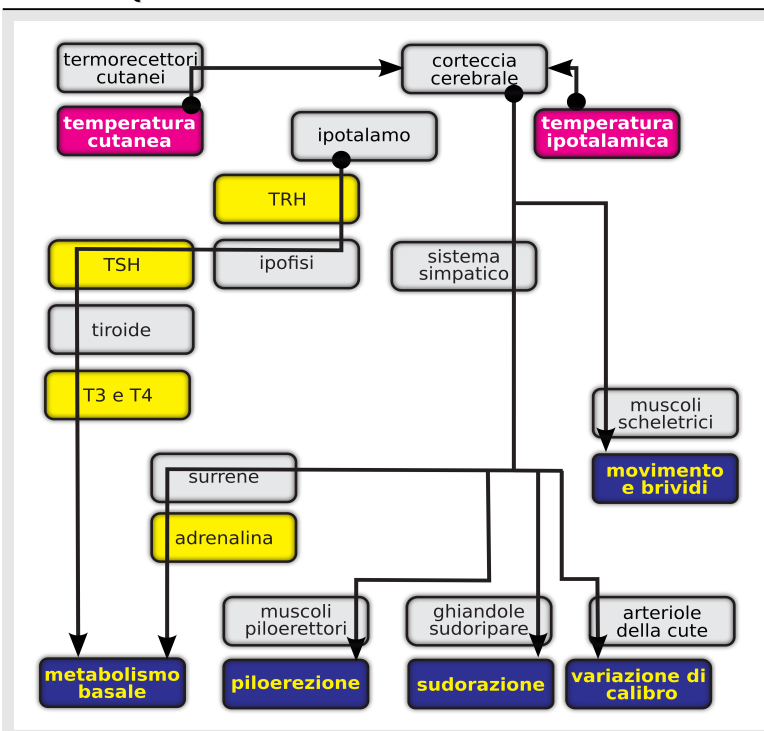 termorecettori
cutanei
corteccia
cerebrale
temperatura
cutanea
ipotalamo
temperatura
ipotalamica
TRH
TSH
ipofisi
sistema
simpatico
tiroide
T3 e T4
muscoli
scheletrici
surrene
movimento
e brividi
adrenalina
muscoli
piloerettori
ghiandole
sudoripare
arteriole
della cute
metabolismo
basale
piloerezione
sudorazione
variazione di
calibro